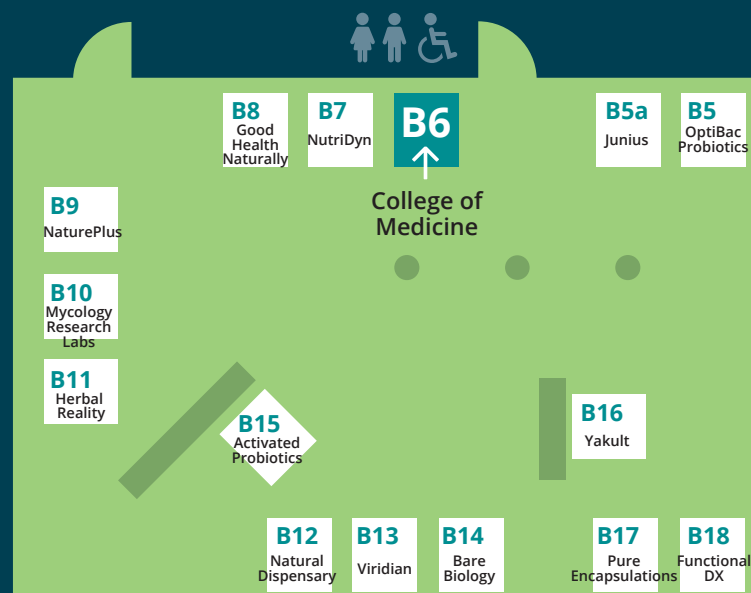 B8
Good
Health
Naturally
B7
NutriDyn
B6
College of
Medicine
B5a
Junius
B5
OptiBac
Probiotics
B9
NaturePlus
B10
Mycology
Research
Labs
B11
Herbal
Reality
B15
Activated
Probiotics
B16
Yakult
B12
Natural
Dispensary
B13
Viridian
B14
Bare
Biology
B17
Pure
Encapsulations
B18
Functional
DX